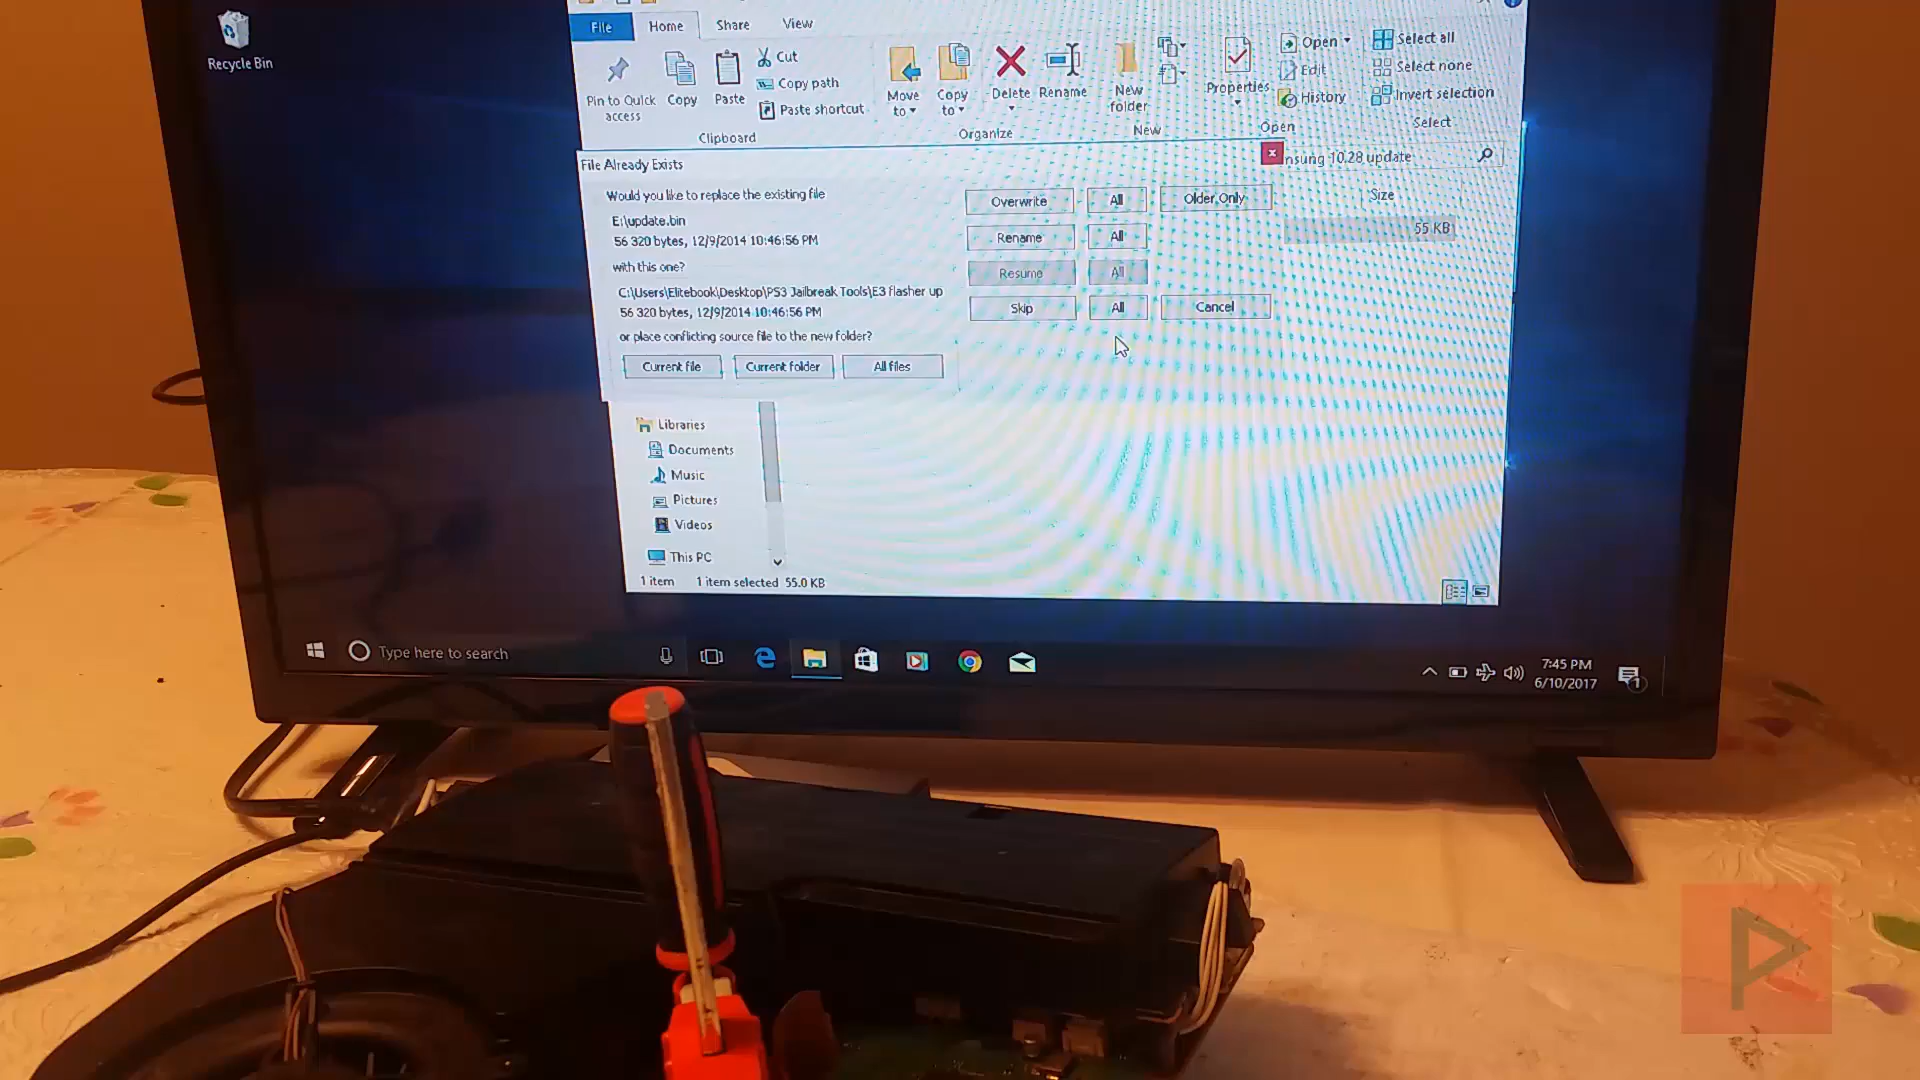 Recycle Bin
File Home Share View
Pin to Quick access
Copy
Paste
Cut
Copy path
Paste shortcut
Move to
Copy to
Delete
Rename
New folder
Properties
Open
Edit
History
Select all
Select none
Invert selection
Clipboard
Organize
New
Open
Select
File Already Exists
nsung 10.28 update
Would you like to replace the existing file
E:\update.bin
56 320 bytes, 12/9/2014 10:46:56 PM
with this one?
C:\Users\Elitebook\Desktop\PS3 Jailbreak Tools\E3 flasher up
56 320 bytes, 12/9/2014 10:46:56 PM
or place conflicting source file to the new folder?
Current file Current folder All files
Overwrite All Older Only
Rename All
Resume All
Skip All Cancel
Size
55 KB
Libraries
Documents
Music
Pictures
Videos
This PC
1 item 1 item selected 55.0 KB
Type here to search
7:45 PM
6/10/2017
1
P